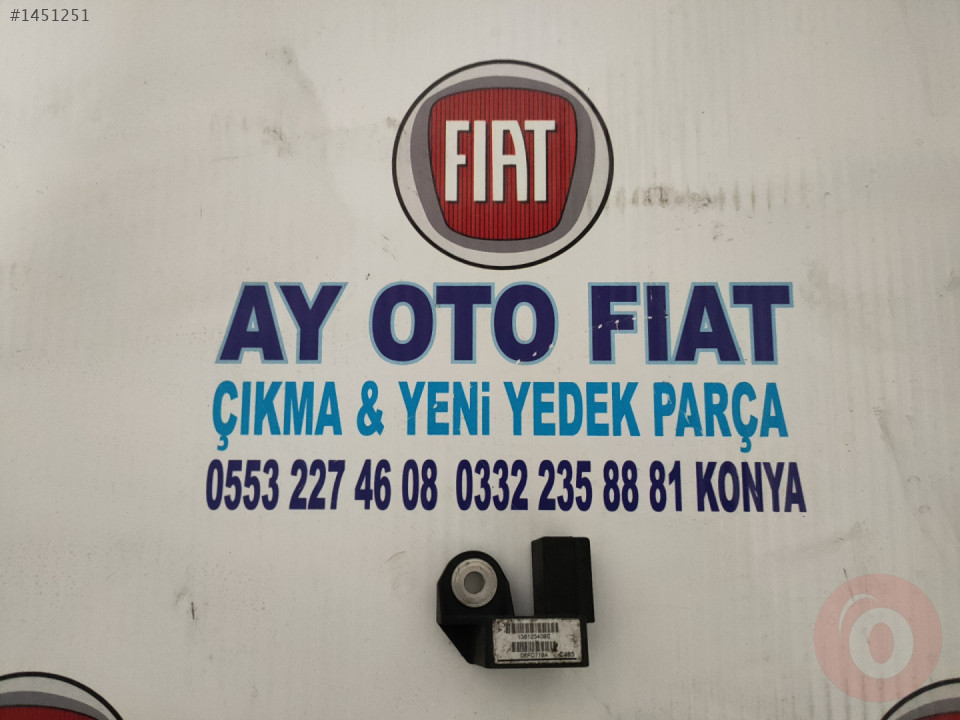 #1451251
FIAT
AY OTO FIAT
ÇIKMA & YENİ YEDEK PARÇA
0553 227 46 08 0332 235 88 81 KONYA